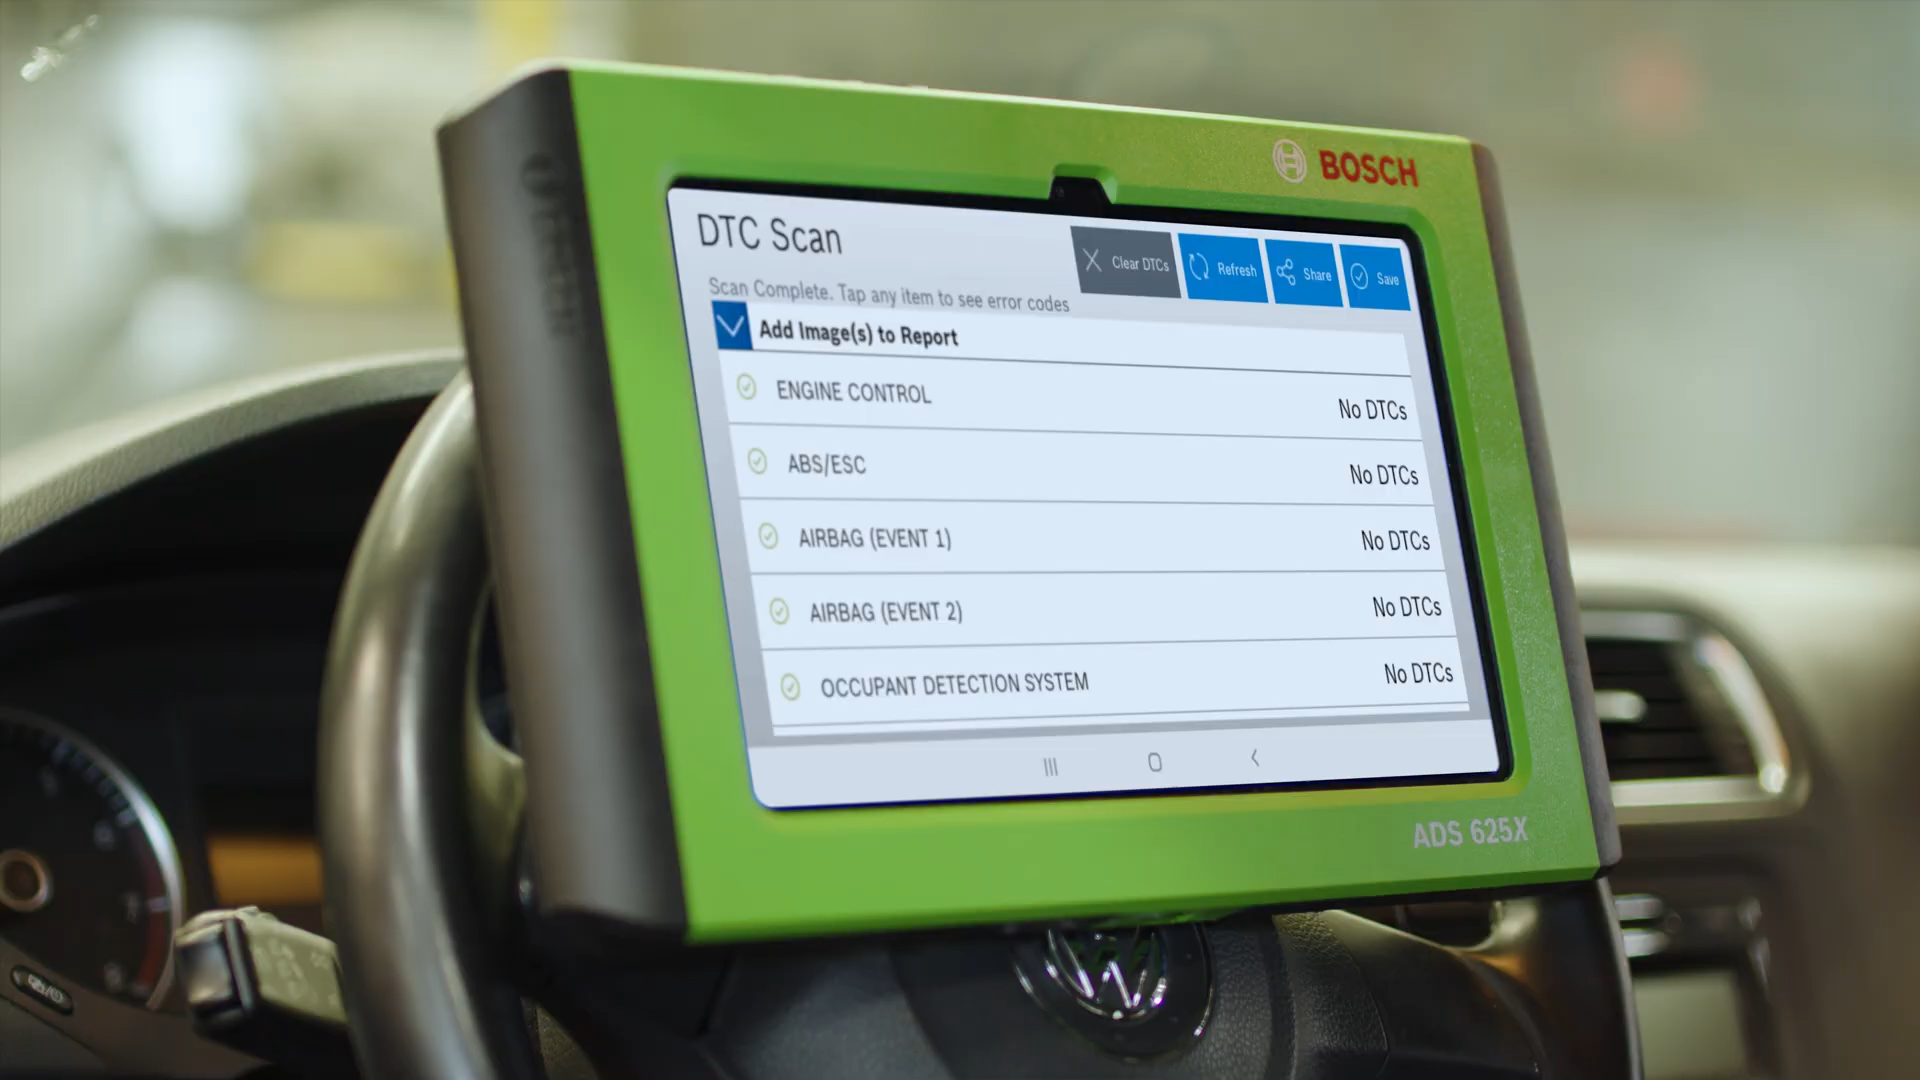 BOSCH
DTC Scan
Clear DTCs
Refresh
Share
Save
Scan Complete. Tap any item to see error codes
Add Image(s) to Report
ENGINE CONTROL No DTCs
ABS/ESC No DTCs
AIRBAG (EVENT 1) No DTCs
AIRBAG (EVENT 2) No DTCs
OCCUPANT DETECTION SYSTEM No DTCs
ADS 625X